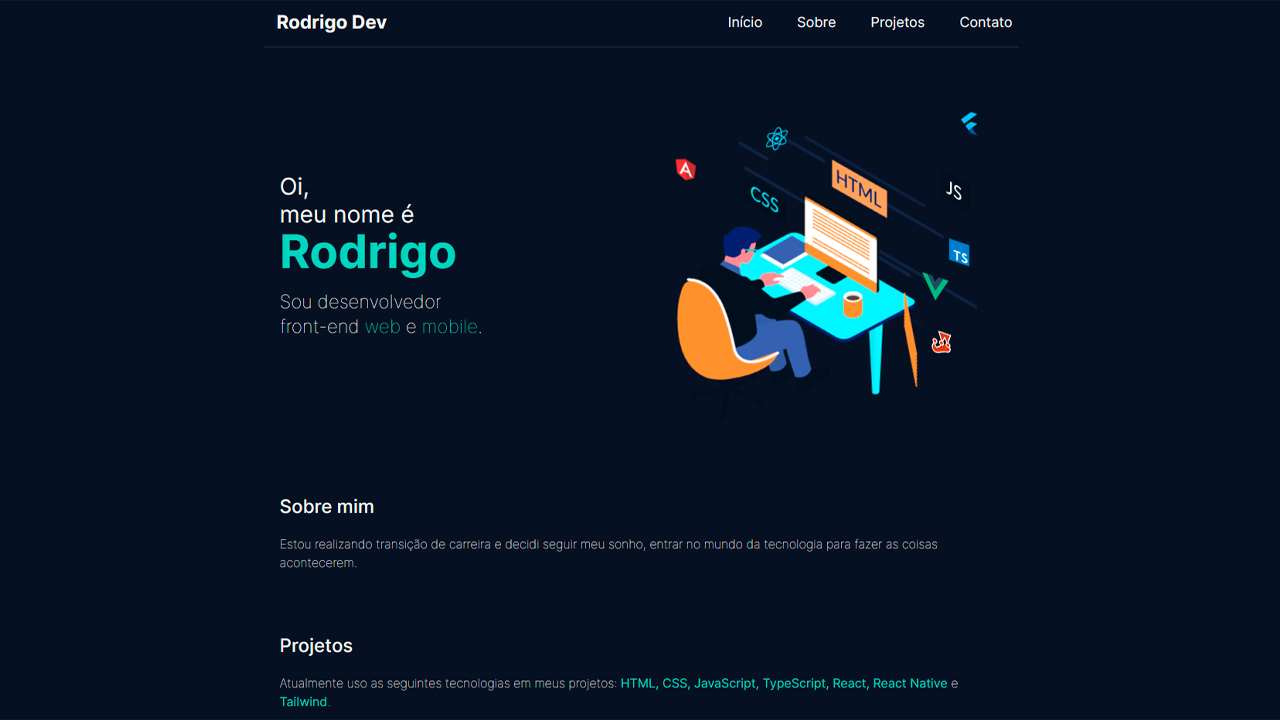 Rodrigo Dev
Início Sobre Projetos Contato
Oi,
meu nome é
Rodrigo
Sou desenvolvedor
front-end web e mobile.
HTML
CSS
JS
TS
A
Sobre mim
Estou realizando transição de carreira e decidi seguir meu sonho, entrar no mundo da tecnologia para fazer as coisas
acontecerem.
Projetos
Atualmente uso as seguintes tecnologias em meus projetos: HTML, CSS, JavaScript, TypeScript, React, React Native e
Tailwind.